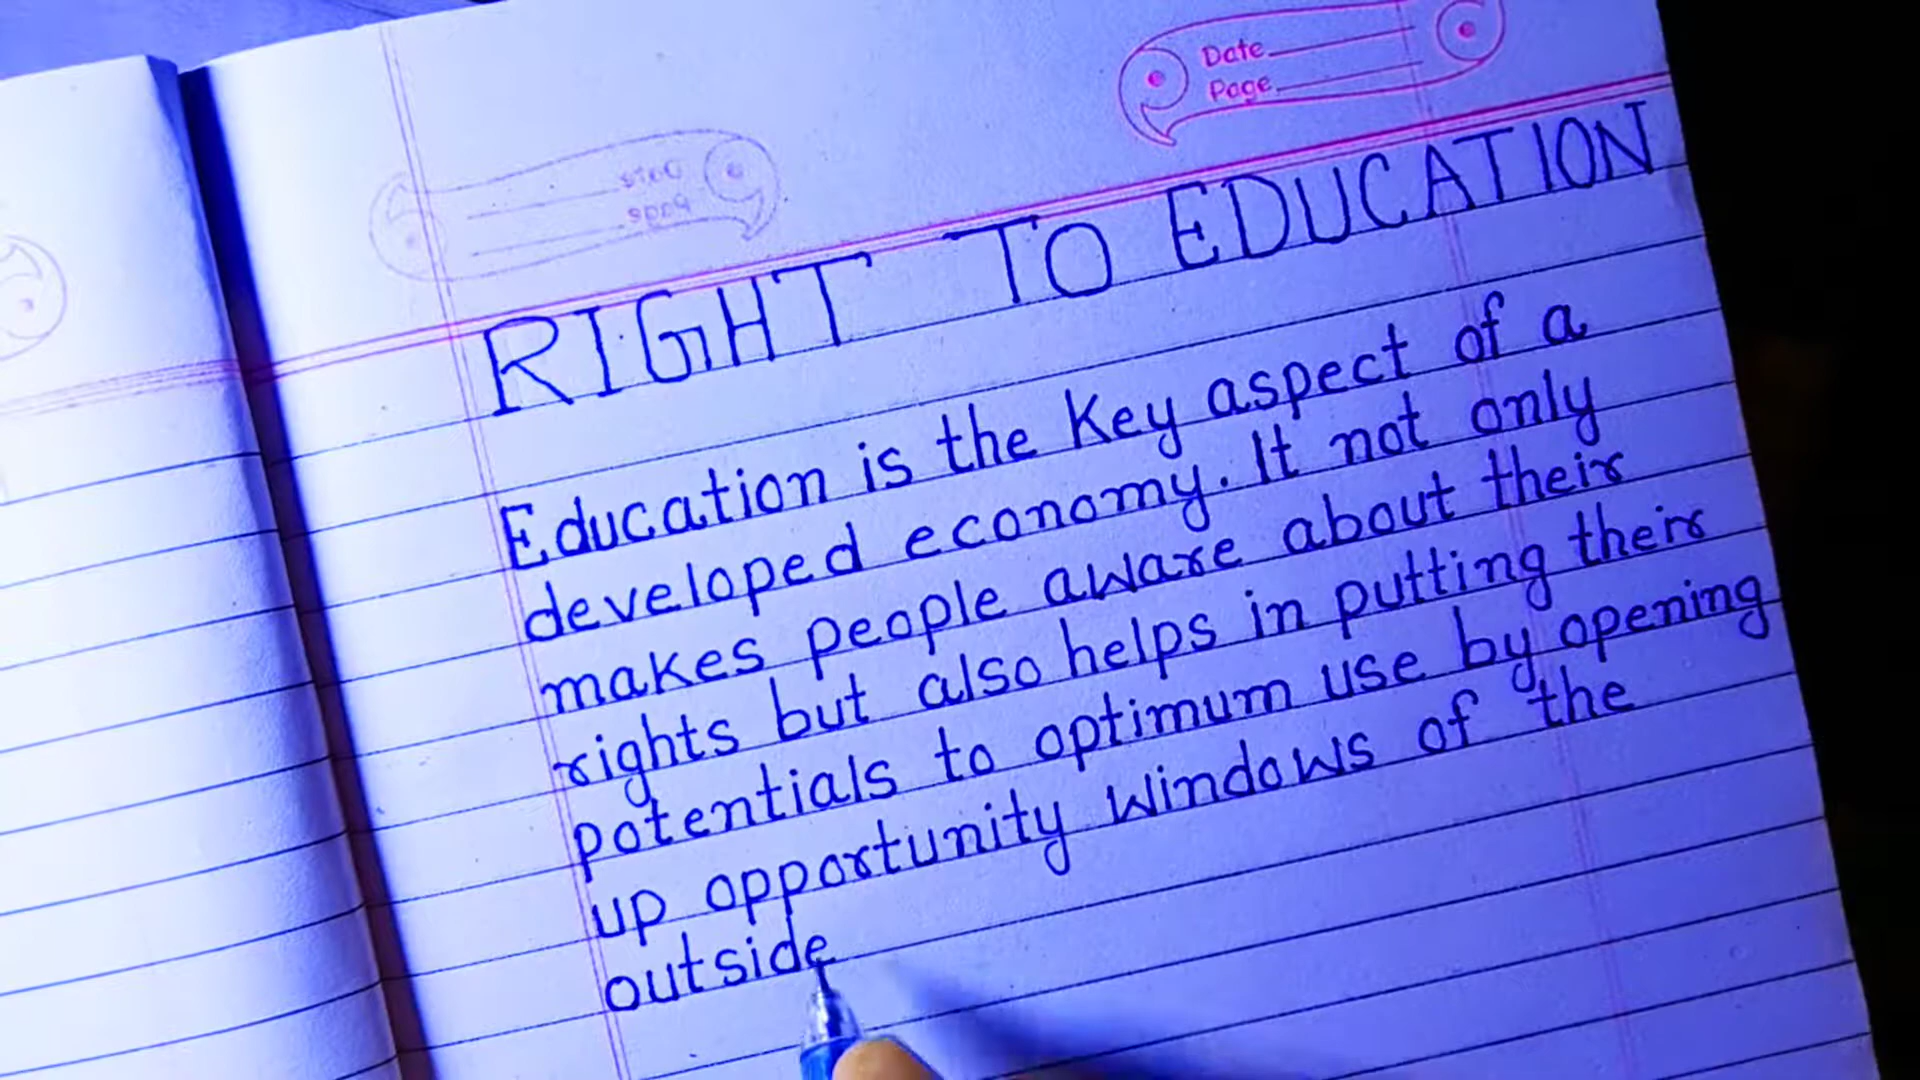 Date
Page
RIGHT TO EDUCATION
Education is the Key aspect of a
developed economy. It not only
makes people aware about their
rights but also helps in putting their
potentials to optimum use by opening
up opportunity windows of the
outside